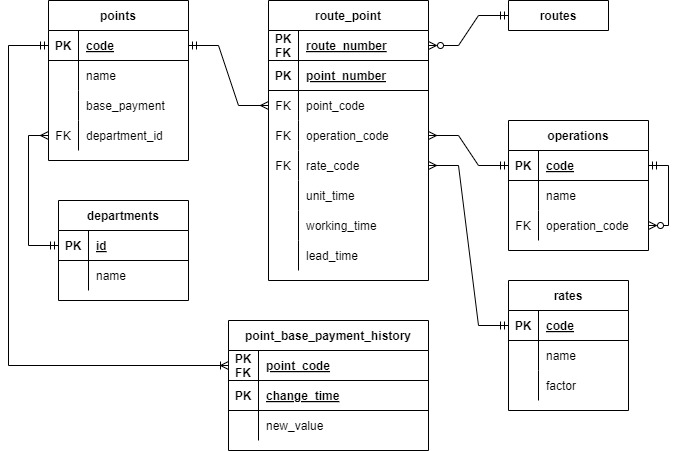 points
PK code
name
base_payment
FK department_id
departments
PK id
name
route_point
PK
FK route_number
PK point_number
FK point_code
FK operation_code
FK rate_code
unit_time
working_time
lead_time
routes
operations
PK code
name
FK operation_code
rates
PK code
name
factor
point_base_payment_history
PK
FK point_code
PK change_time
new_value